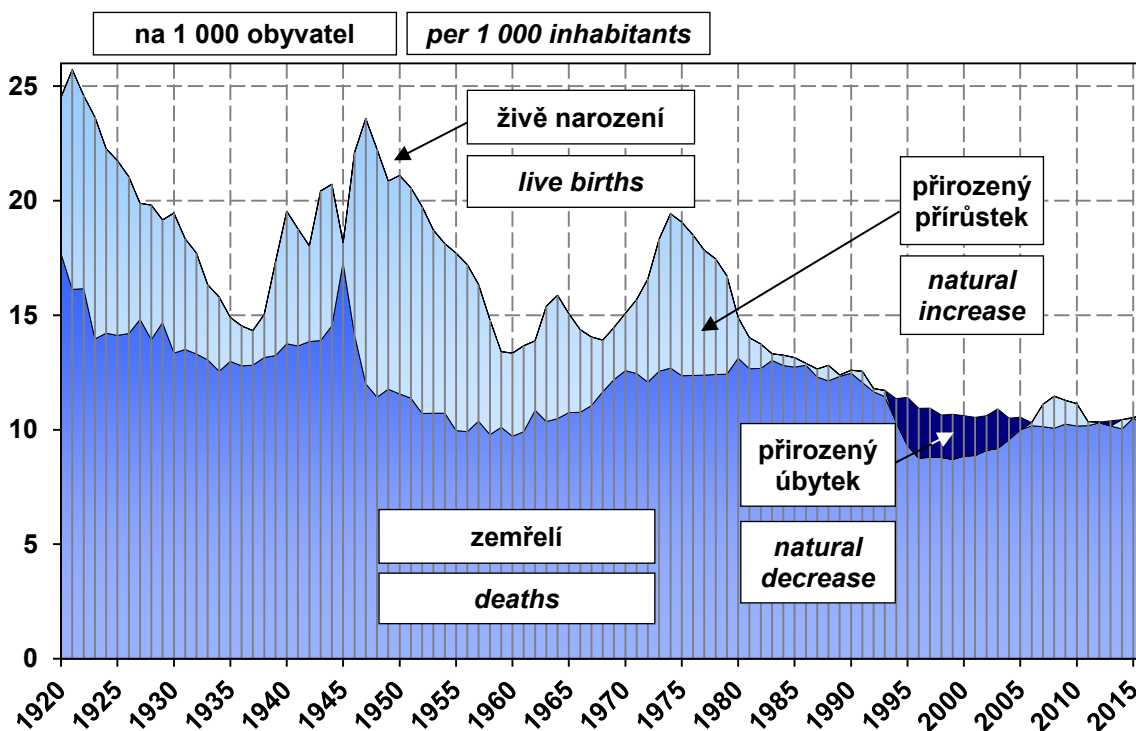 na 1 000 obyvatel
per 1 000 inhabitants
25
20
15
10
5
0
živě narození
live births
přirozený
přírůstek
natural
increase
přirozený
úbytek
natural
decrease
zemřelí
deaths
1920
1925
1930
1935
1940
1945
1950
1955
1960
1965
1970
1975
1980
1985
1990
1995
2000
2005
2010
2015